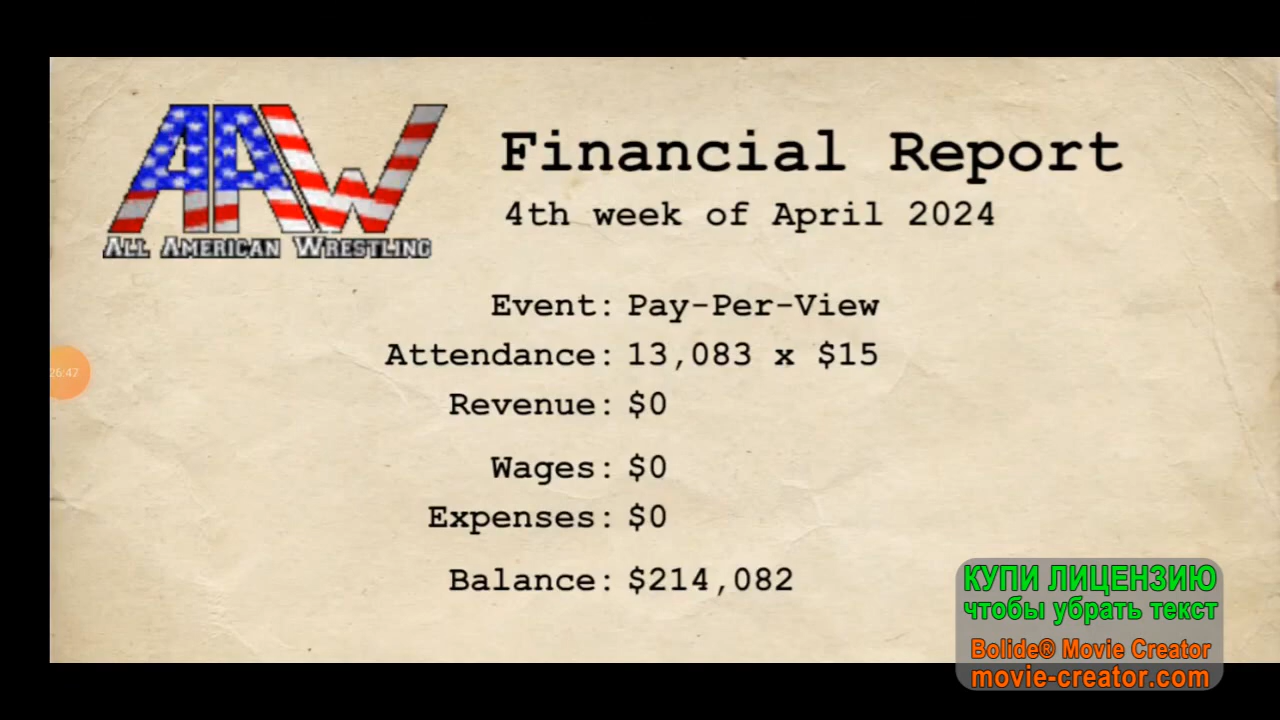 AAW
ALL AMERICAN WRESTLING
Financial Report
4th week of April 2024
Event: Pay-Per-View
Attendance: 13,083 x $15
26:47
Revenue: $0
Wages: $0
Expenses: $0
Balance: $214,082
КУПИ ЛИЦЕНЗИЮ
чтобы убрать текст
Bolide® Movie Creator
movie-creator.com